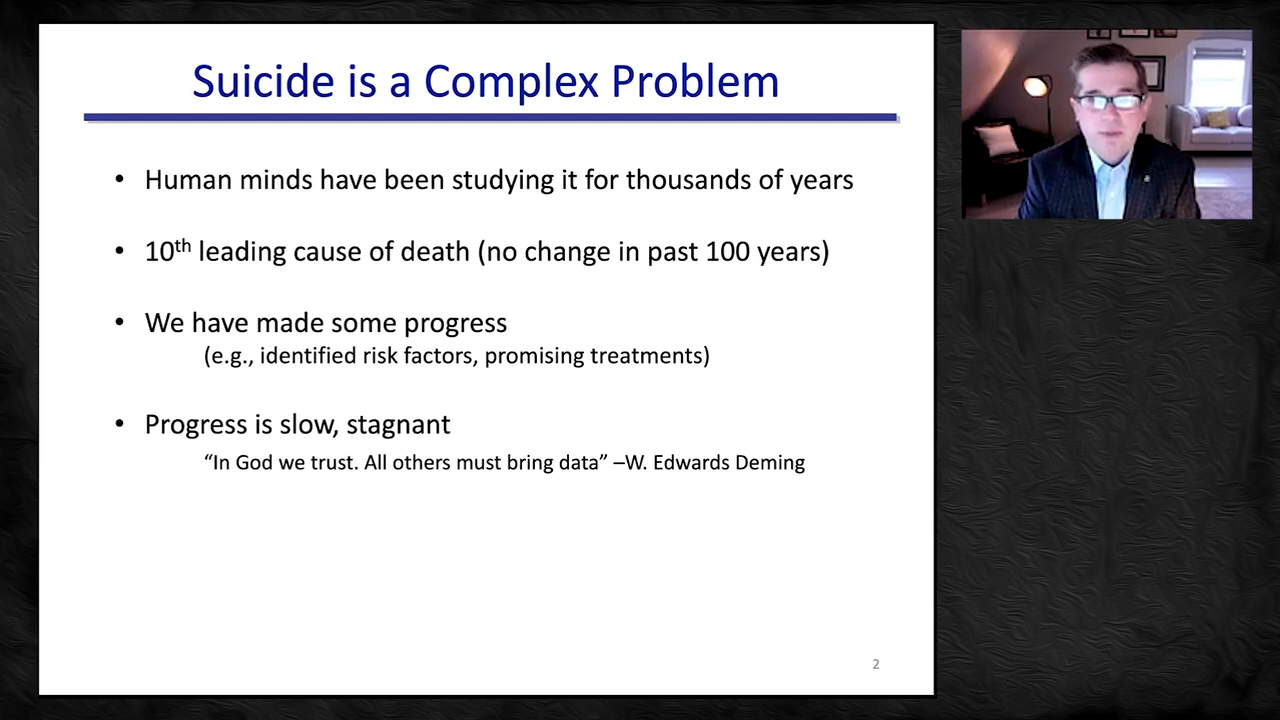 Suicide is a Complex Problem
• Human minds have been studying it for thousands of years
• 10th leading cause of death (no change in past 100 years)
• We have made some progress
(e.g., identified risk factors, promising treatments)
• Progress is slow, stagnant
“In God we trust. All others must bring data” –W. Edwards Deming
2